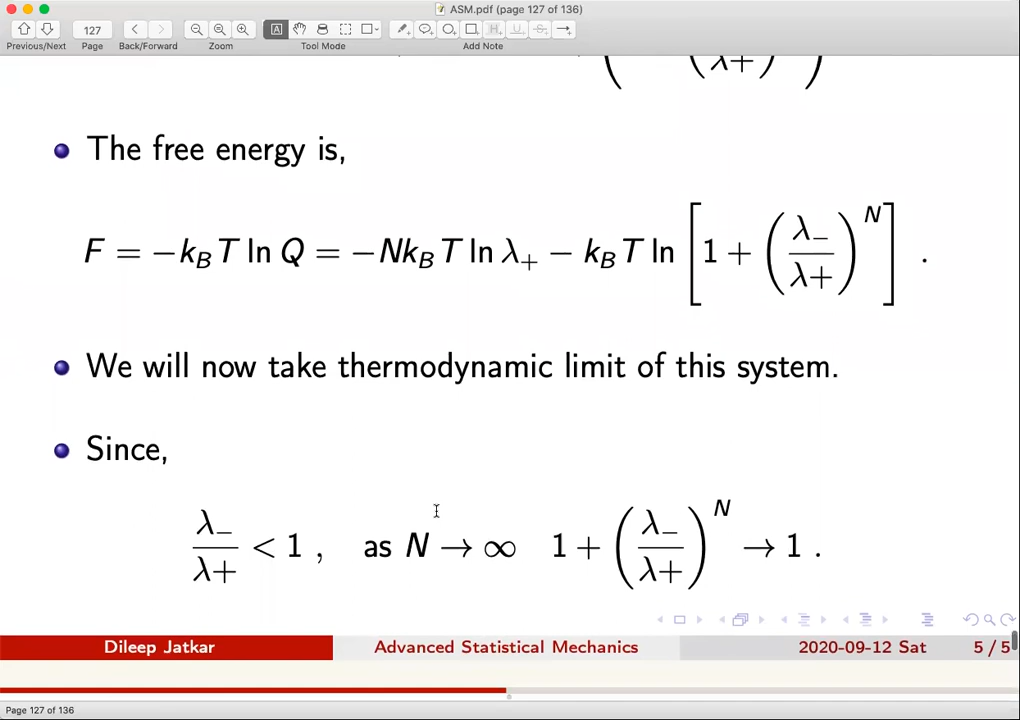 ASM.pdf (page 127 of 136)
127
Previous/Next Page Back/Forward Zoom Tool Mode Add Note
(λ+)
The free energy is,
F = −k_B T ln Q = −Nk_B T ln λ_+ − k_B T ln [1 + (λ_−/λ+)^N] .
We will now take thermodynamic limit of this system.
Since,
λ_−/λ+ < 1 , as N → ∞ 1 + (λ_−/λ+)^N → 1 .
Dileep Jatkar Advanced Statistical Mechanics 2020-09-12 Sat 5 / 5
Page 127 of 136